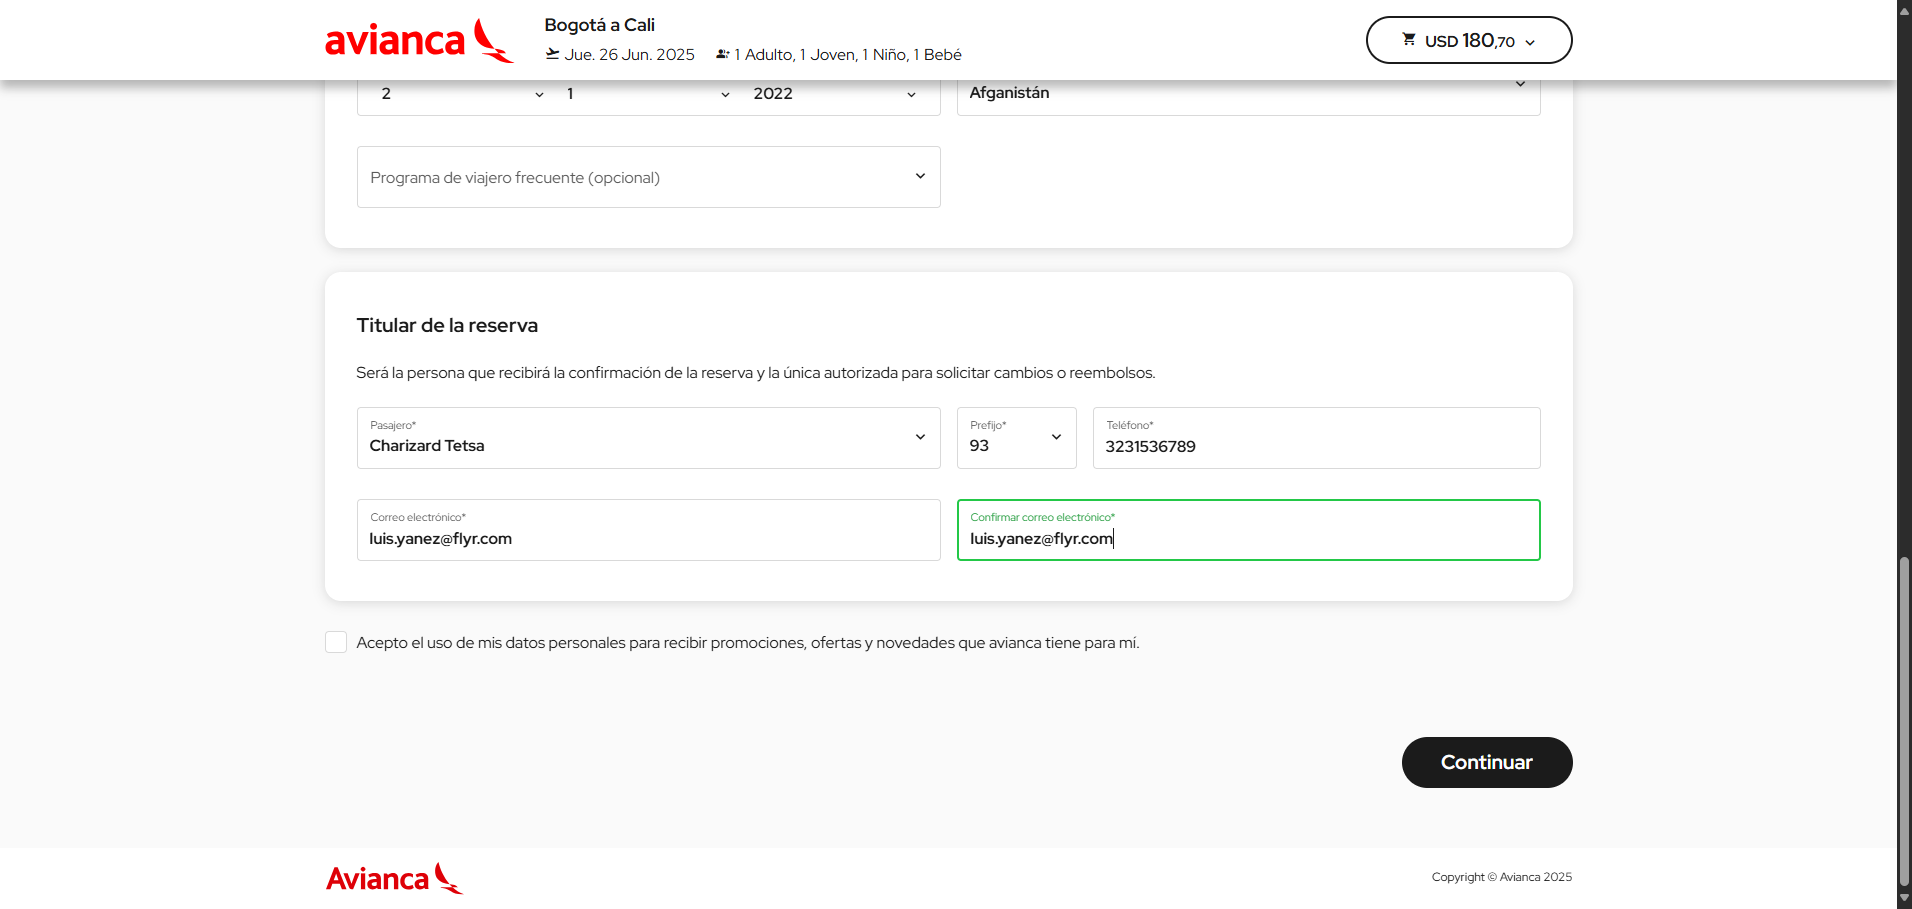 avianca
Bogotá a Cali
Jue. 26 Jun. 2025 1 Adulto, 1 Joven, 1 Niño, 1 Bebé
USD 180,70
2 1 2022
Afganistán
Programa de viajero frecuente (opcional)
Titular de la reserva
Será la persona que recibirá la confirmación de la reserva y la única autorizada para solicitar cambios o reembolsos.
Pasajero*
Charizard Tetsa
Prefijo*
93
Teléfono*
3231536789
Correo electrónico*
luis.yanez@flyr.com
Confirmar correo electrónico*
luis.yanez@flyr.com
Acepto el uso de mis datos personales para recibir promociones, ofertas y novedades que avianca tiene para mí.
Continuar
Avianca
Copyright © Avianca 2025